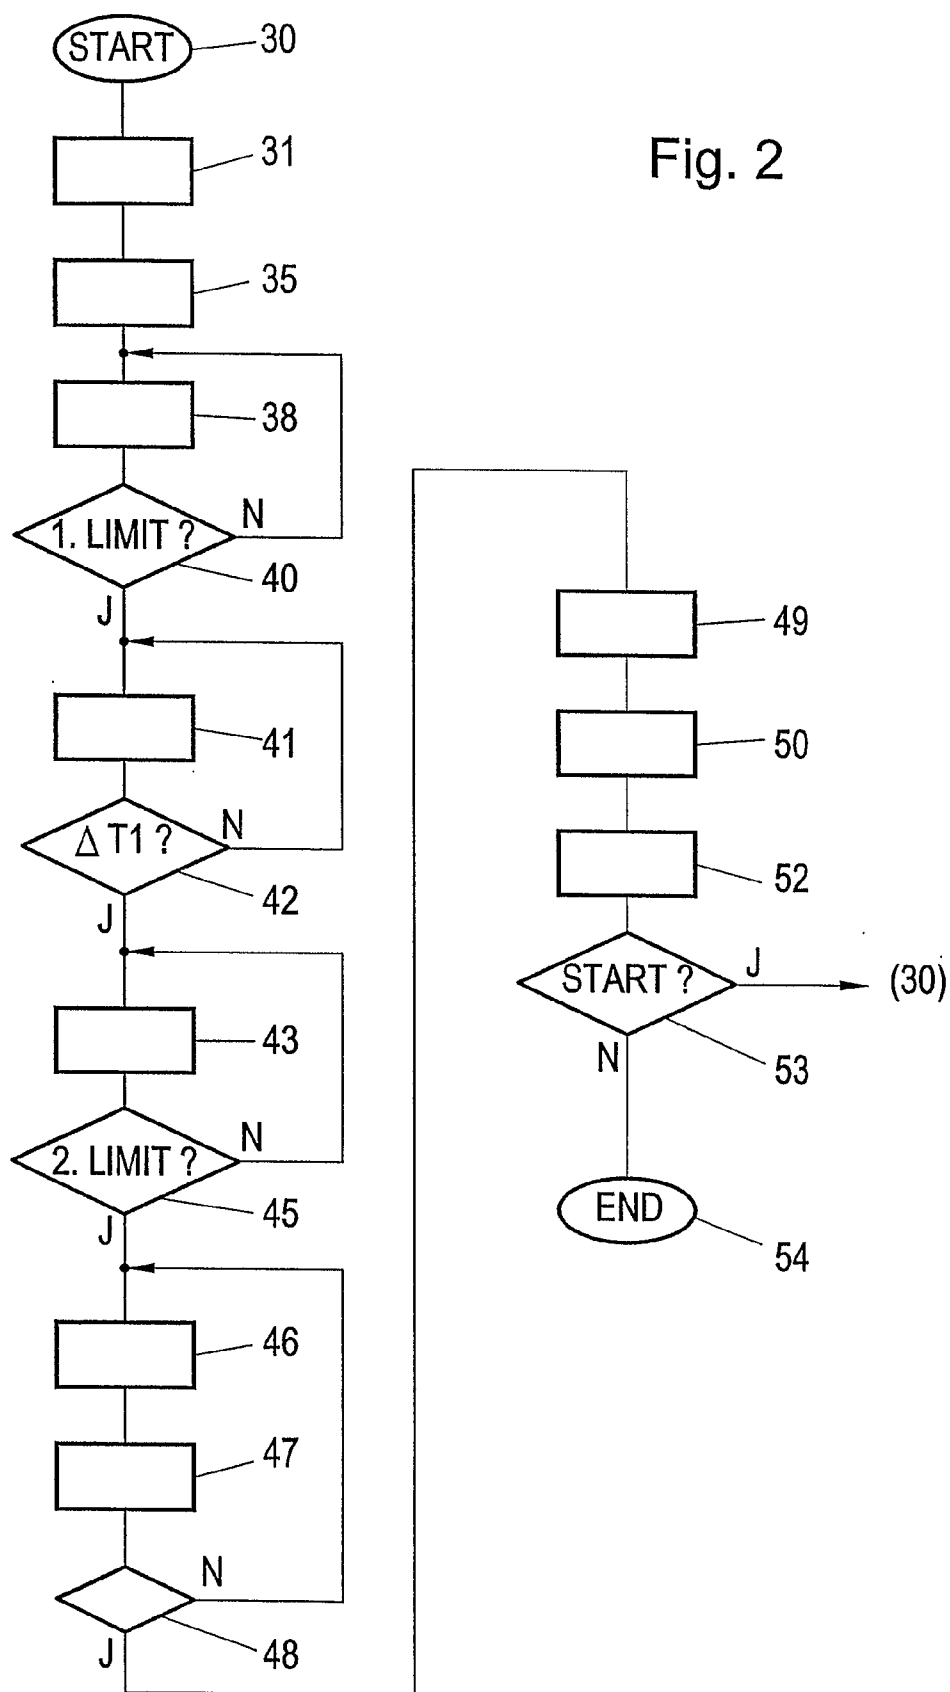 START
30
Fig. 2
31
35
38
1. LIMIT ?
N
40
J
41
Δ T1 ?
N
42
J
43
2. LIMIT ?
N
45
J
46
47
N
48
J
49
50
52
START ?
J
(30)
53
N
END
54